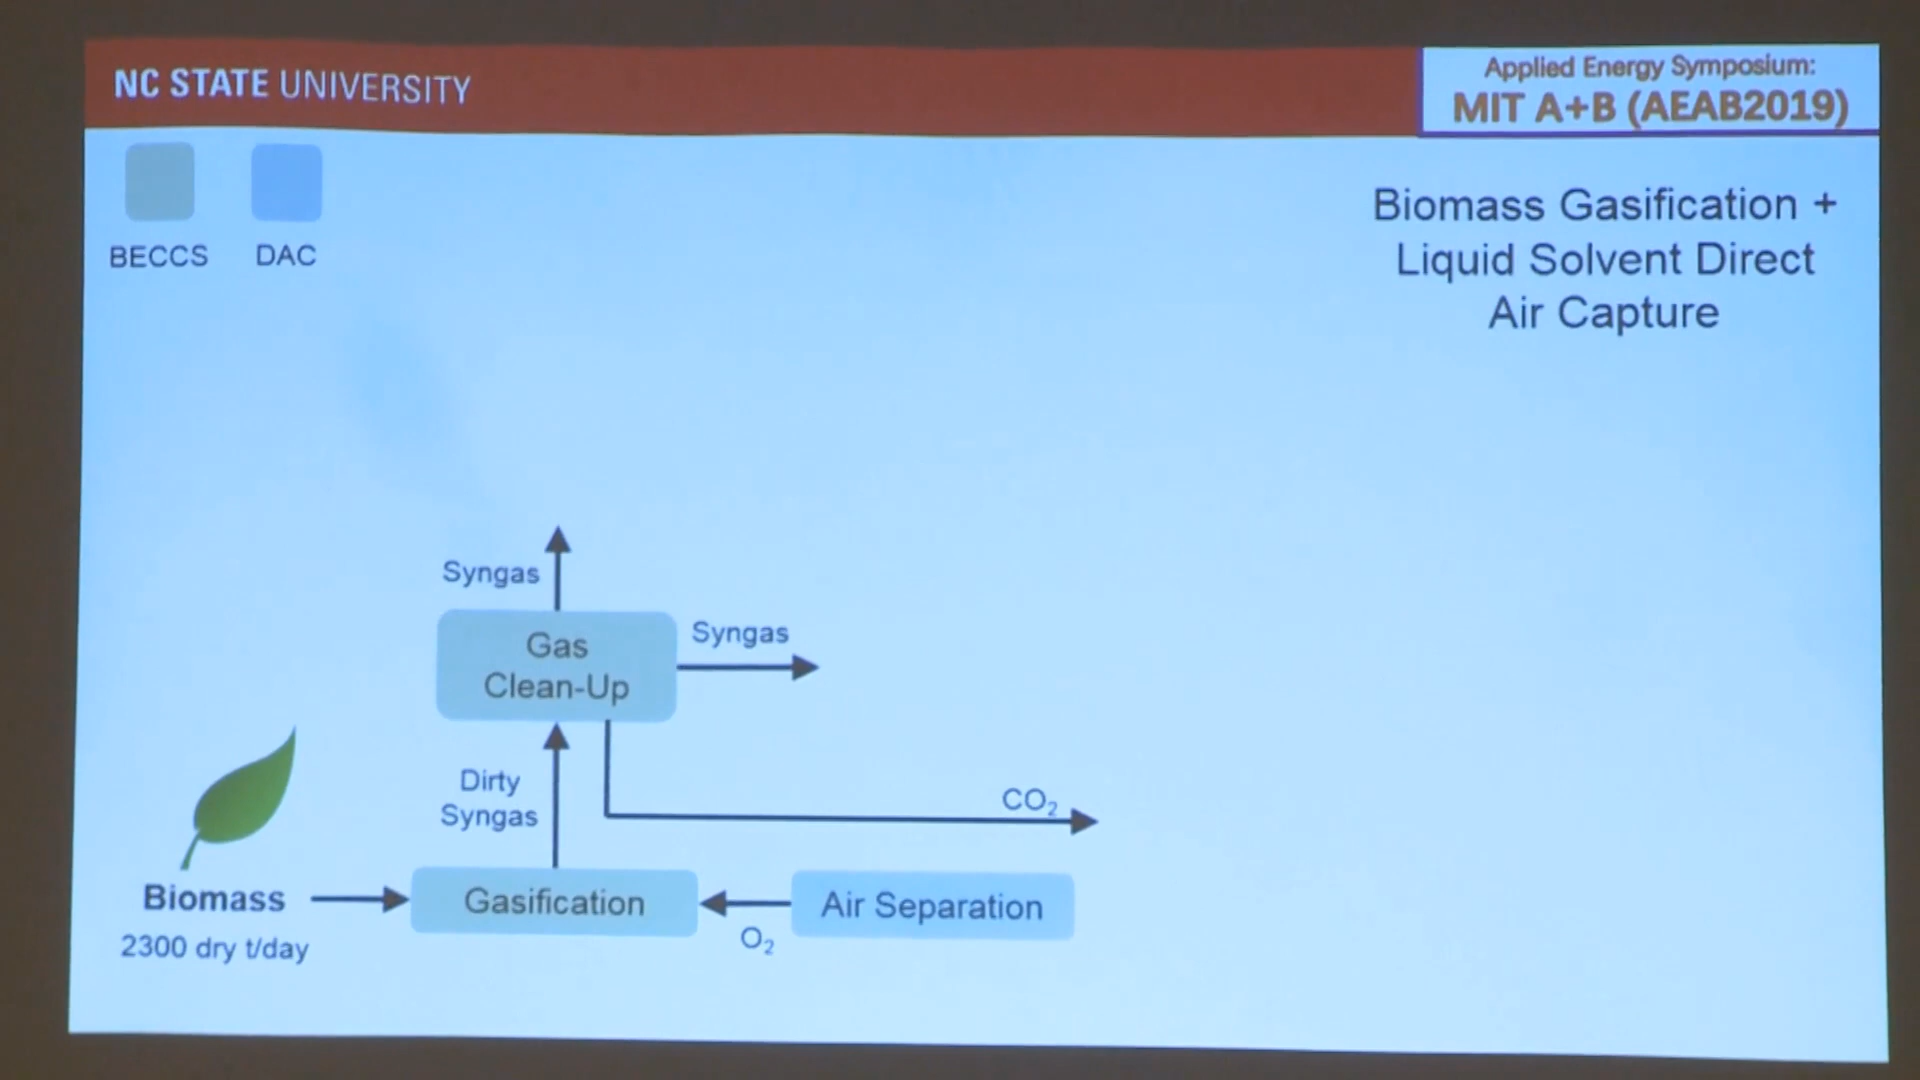 NC STATE UNIVERSITY
Applied Energy Symposium:
MIT A+B (AEAB2019)
BECCS
DAC
Biomass Gasification +
Liquid Solvent Direct
Air Capture
Syngas
Gas
Clean-Up
Syngas
Dirty
Syngas
CO₂
Biomass
2300 dry t/day
Gasification
O₂
Air Separation